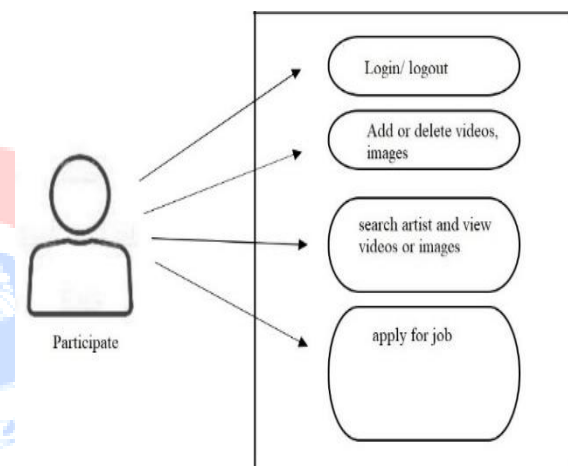 Login/ logout
Add or delete videos,
images
search artist and view
videos or images
apply for job
Participate